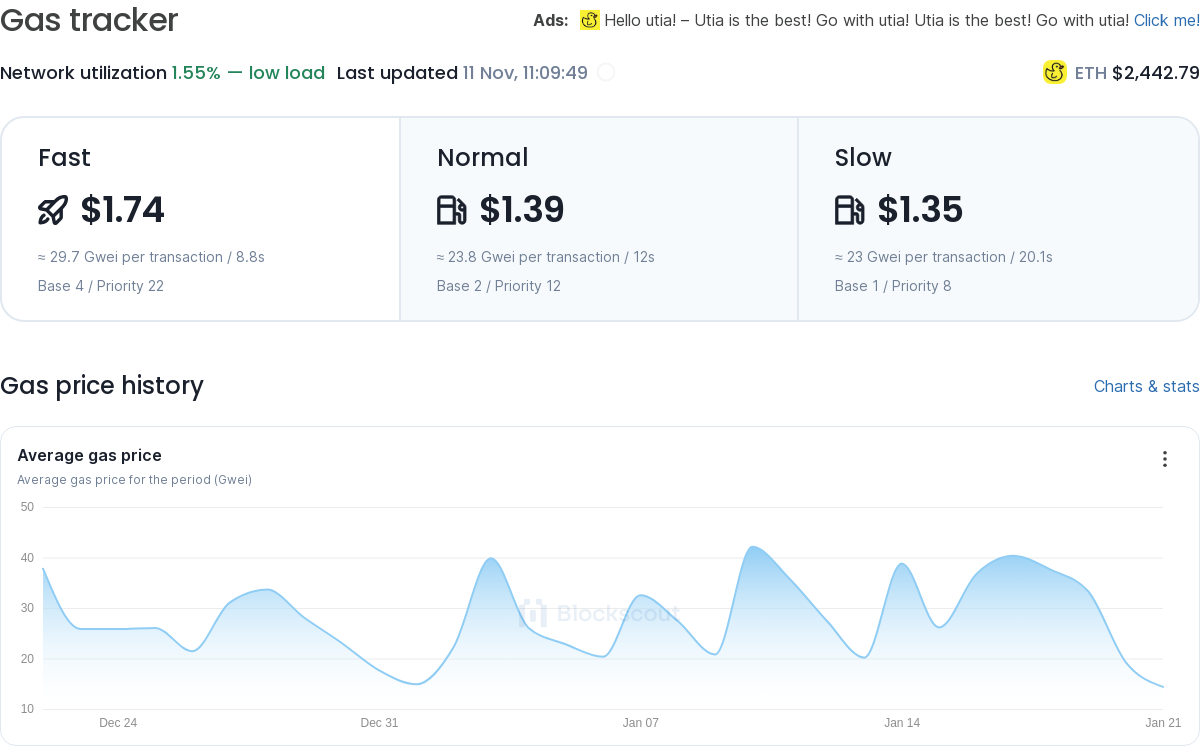 Gas tracker
Ads: Hello utia! – Utia is the best! Go with utia! Utia is the best! Go with utia! Click me!
Network utilization 1.55% — low load Last updated 11 Nov, 11:09:49
ETH $2,442.79
Fast
$1.74
≈ 29.7 Gwei per transaction / 8.8s
Base 4 / Priority 22
Normal
$1.39
≈ 23.8 Gwei per transaction / 12s
Base 2 / Priority 12
Slow
$1.35
≈ 23 Gwei per transaction / 20.1s
Base 1 / Priority 8
Gas price history
Charts & stats
Average gas price
Average gas price for the period (Gwei)
50
40
30
20
10
Blockscout
Dec 24 Dec 31 Jan 07 Jan 14 Jan 21